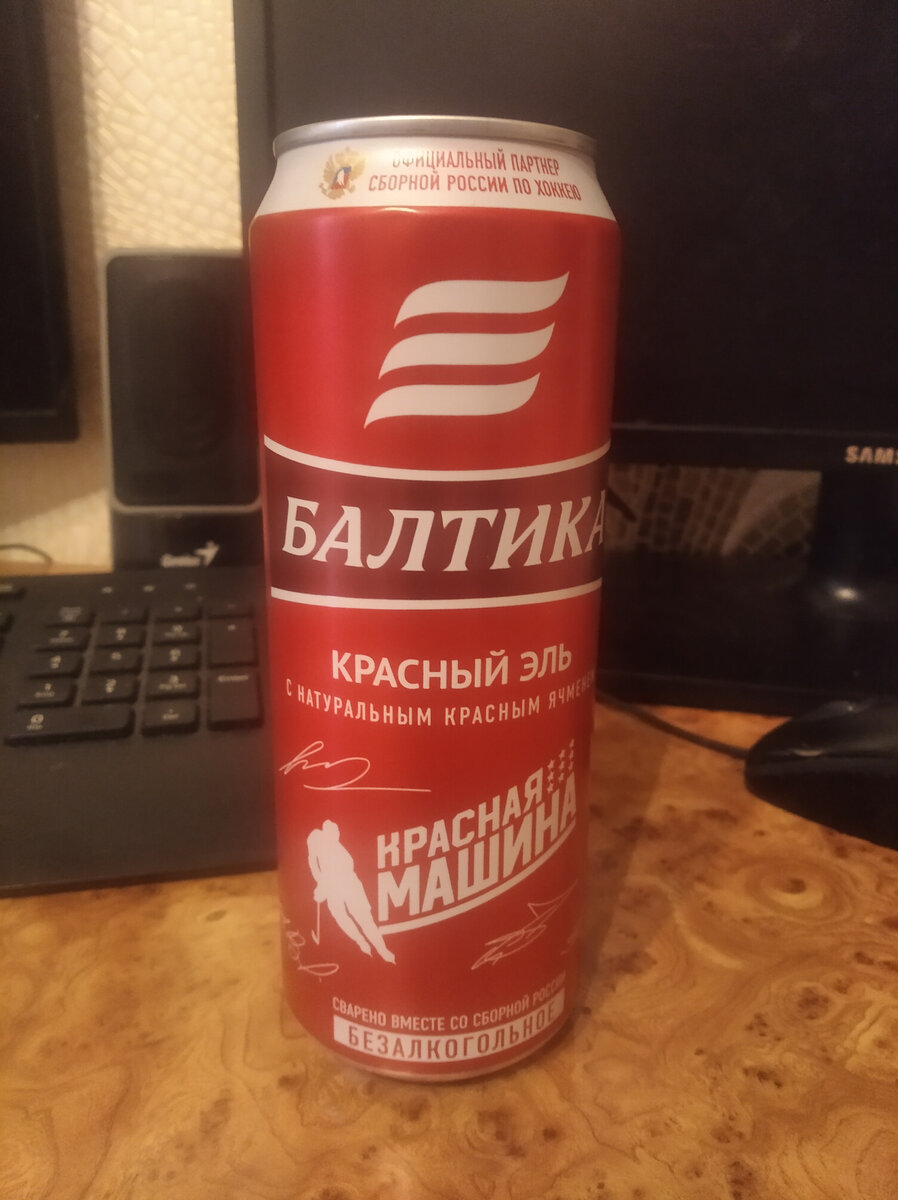 ОФИЦИАЛЬНЫЙ ПАРТНЕР
СБОРНОЙ РОССИИ ПО ХОККЕЮ
БАЛТИКА
КРАСНЫЙ ЭЛЬ
С НАТУРАЛЬНЫМ КРАСНЫМ ЯЧМЕНЕМ
КРАСНАЯ
МАШИНА
СВАРЕНО ВМЕСТЕ СО СБОРНОЙ РОССИИ
БЕЗАЛКОГОЛЬНОЕ
SAMS
Genius
Enter